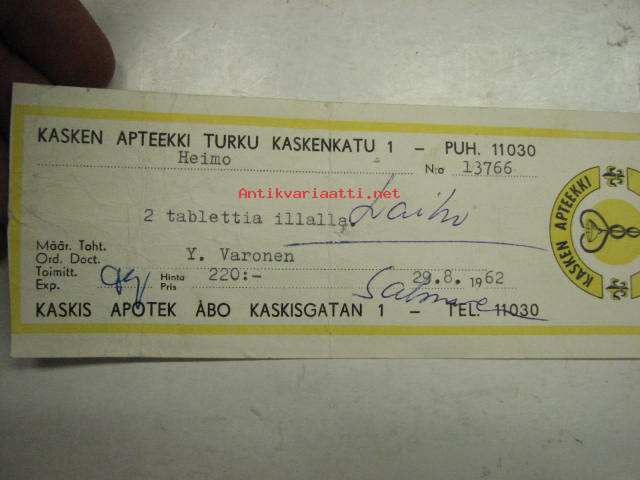 KASKEN APTEEKKI TURKU KASKENKATU 1 – PUH. 11030
Heimo N:o 13766
Antikvariaatti.net
2 tablettia illalla.
Määr. Toht.
Ord. Doct. Y. Varonen
Toimitt. Hinta 220:- 29.8. 1962
Exp. Pris
KASKIS APOTEK ÅBO KASKISGATAN 1 – TEL. 11030
KASKEN APTEEKKI
KASKEN